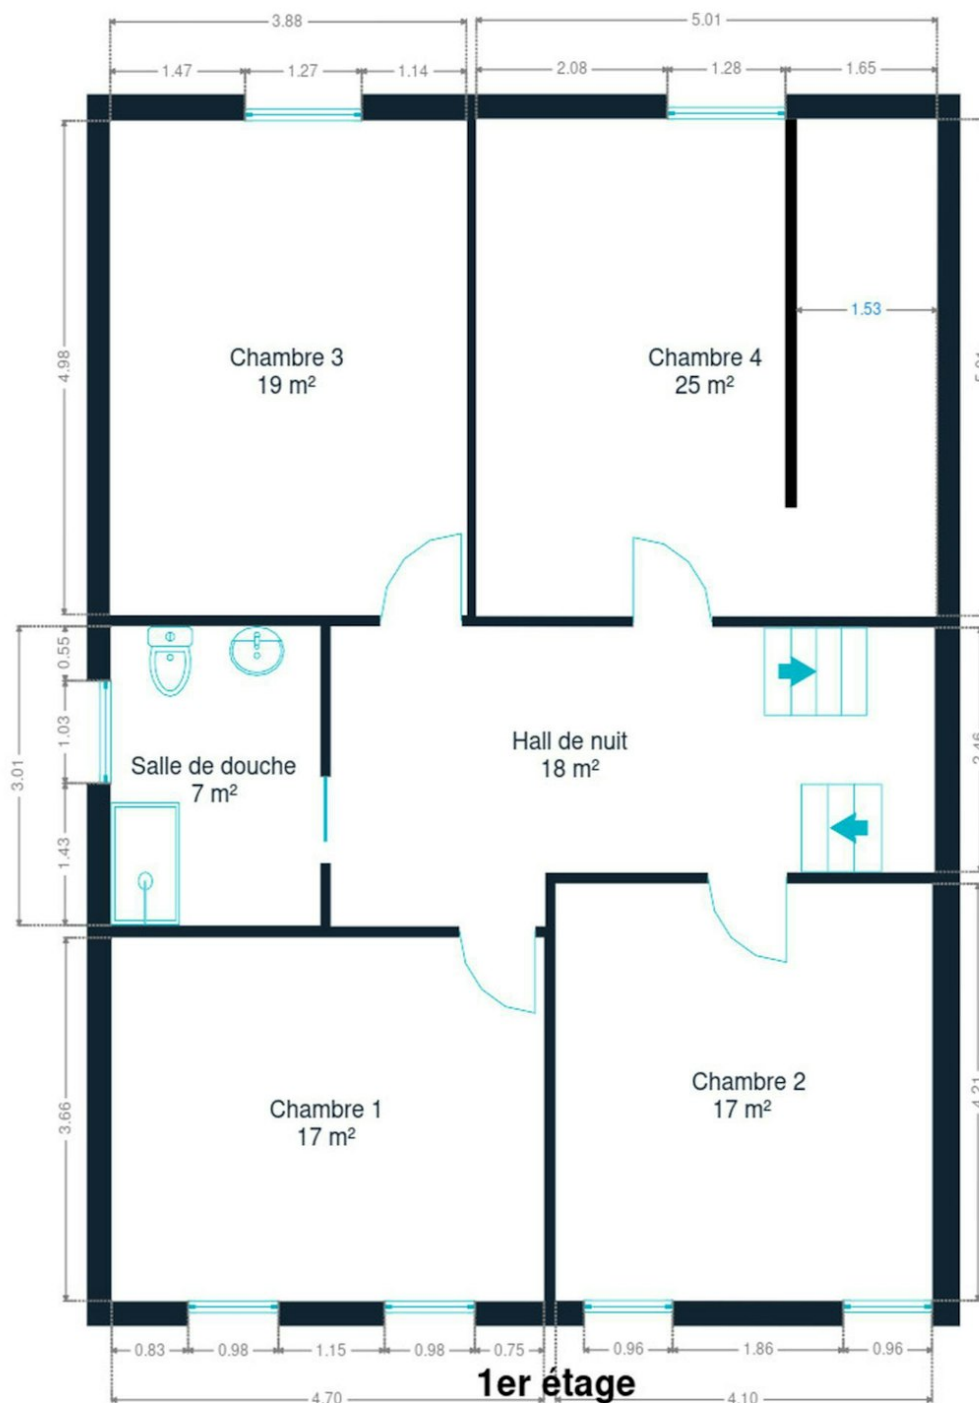 3.88
5.01
1.47
1.27
1.14
2.08
1.28
1.65
4.98
1.53
Chambre 3
19 m²
Chambre 4
25 m²
0.55
1.03
1.43
3.01
Salle de douche
7 m²
Hall de nuit
18 m²
3.66
Chambre 1
17 m²
Chambre 2
17 m²
0.83
0.98
1.15
0.98
0.75
0.96
1.86
0.96
1er étage
4.70
4.10